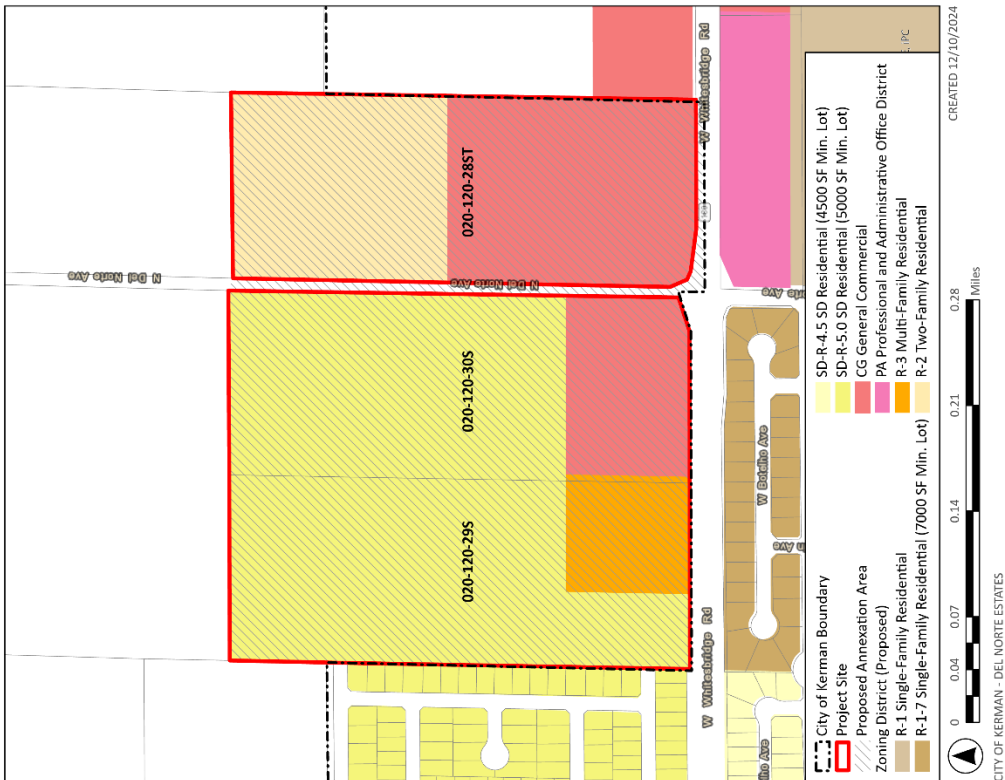 020-120-28ST
020-120-30S
020-120-29S
N Del Norte Ave
N Del Norte Ave
W Whitesbridge Rd
W Whitesbridge Rd
W Butolho Ave
City of Kerman Boundary
Project Site
Proposed Annexation Area
Zoning District (Proposed)
R-1 Single-Family Residential
R-1-7 Single-Family Residential (7000 SF Min. Lot)
SD-R-4.5 SD Residential (4500 SF Min. Lot)
SD-R-5.0 SD Residential (5000 SF Min. Lot)
CG General Commercial
PA Professional and Administrative Office District
R-3 Multi-Family Residential
R-2 Two-Family Residential
0 0.04 0.07 0.14 0.21 0.28
Miles
CITY OF KERMAN - DEL NORTE ESTATES
CREATED 12/10/2024